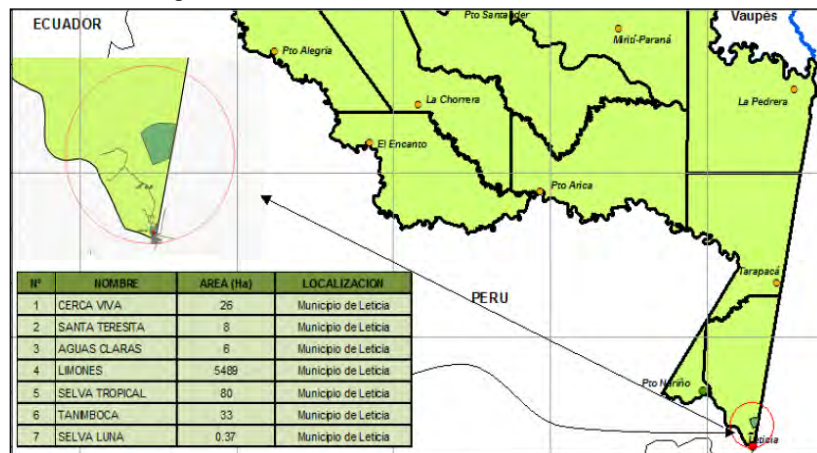 ECUADOR
Pto Santander
Vaupés
Mirití-Paraná
Pto Alegría
La Pedrera
La Chorrera
El Encanto
Pto Arica
Tarapacá
PERU
Pto Nariño
Leticia
Nº NOMBRE AREA (Ha) LOCALIZACION
1 CERCA VIVA 26 Municipio de Leticia
2 SANTA TERESITA 8 Municipio de Leticia
3 AGUAS CLARAS 6 Municipio de Leticia
4 LIMONES 5489 Municipio de Leticia
5 SELVA TROPICAL 80 Municipio de Leticia
6 TANIMBOCA 33 Municipio de Leticia
7 SELVA LUNA 0.37 Municipio de Leticia